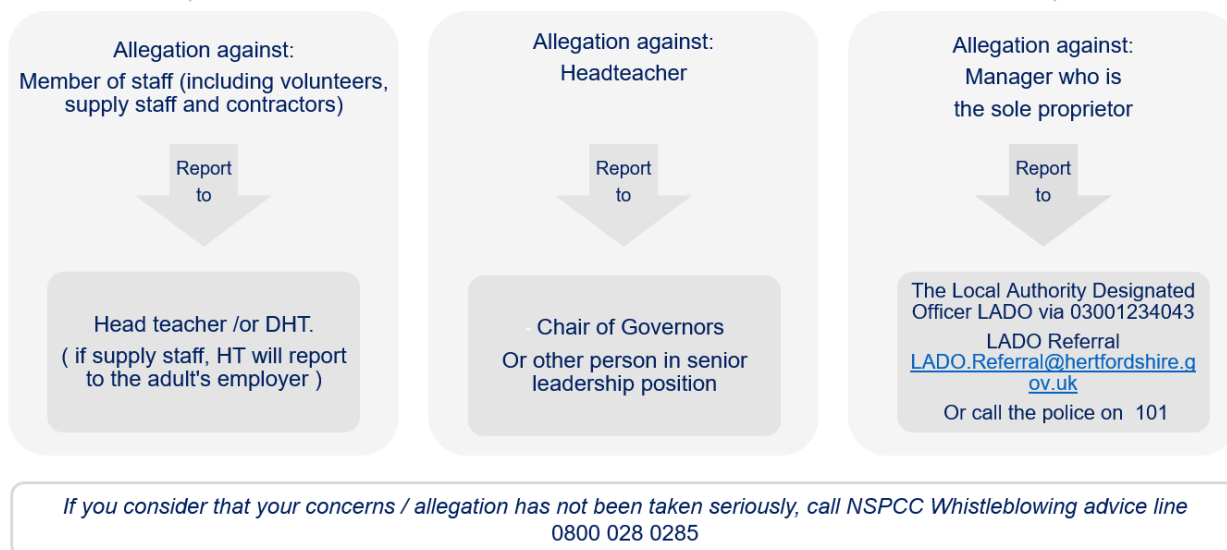 Allegation against:
Member of staff (including volunteers,
supply staff and contractors)
Report
to
Head teacher /or DHT.
( if supply staff, HT will report
to the adult's employer )
Allegation against:
Headteacher
Report
to
- Chair of Governors
Or other person in senior
leadership position
Allegation against:
Manager who is
the sole proprietor
Report
to
The Local Authority Designated
Officer LADO via 03001234043
LADO Referral
LADO.Referral@hertfordshire.g
ov.uk
Or call the police on 101
If you consider that your concerns / allegation has not been taken seriously, call NSPCC Whistleblowing advice line
0800 028 0285